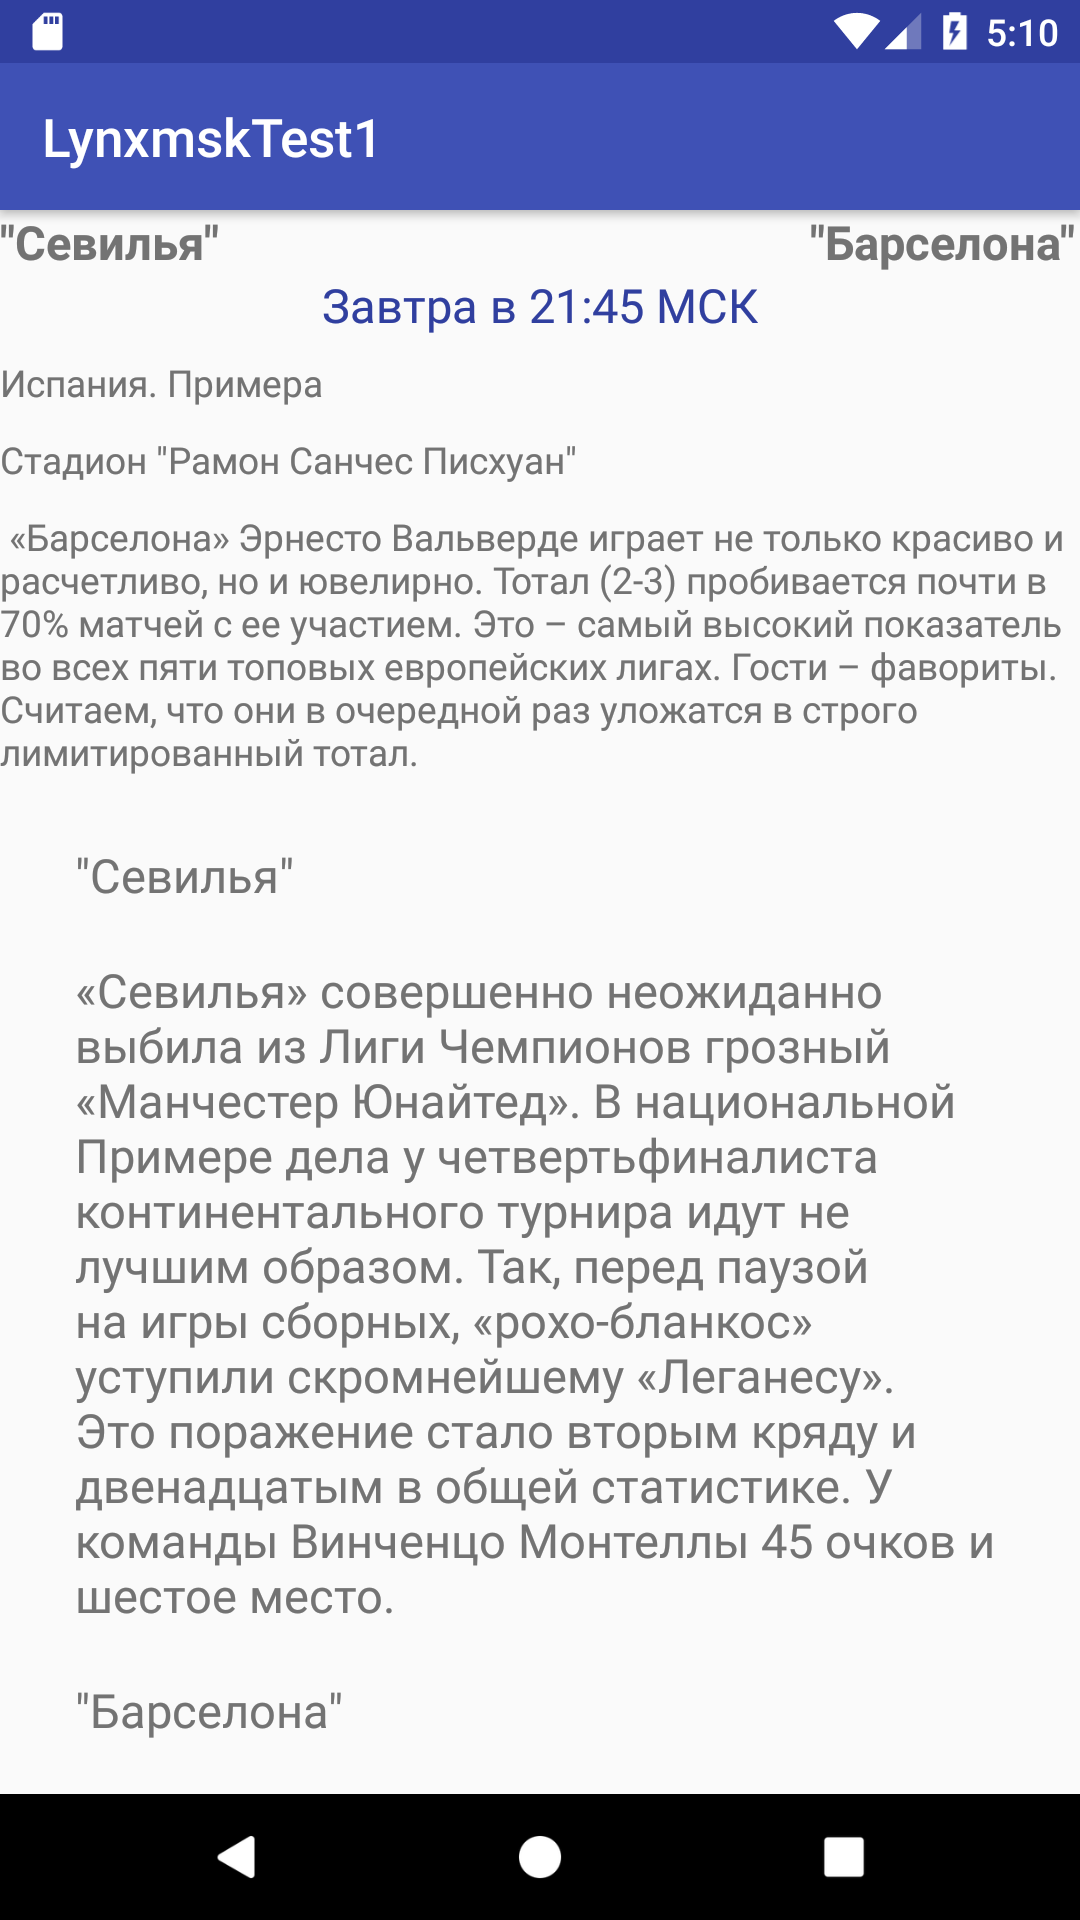 5:10
LynxmskTest1
"Севилья" "Барселона"
Завтра в 21:45 МСК
Испания. Примера
Стадион "Рамон Санчес Писхуан"
«Барселона» Эрнесто Вальверде играет не только красиво и
расчетливо, но и ювелирно. Тотал (2-3) пробивается почти в
70% матчей с ее участием. Это – самый высокий показатель
во всех пяти топовых европейских лигах. Гости – фавориты.
Считаем, что они в очередной раз уложатся в строго
лимитированный тотал.
"Севилья"
«Севилья» совершенно неожиданно
выбила из Лиги Чемпионов грозный
«Манчестер Юнайтед». В национальной
Примере дела у четвертьфиналиста
континентального турнира идут не
лучшим образом. Так, перед паузой
на игры сборных, «рохо-бланкос»
уступили скромнейшему «Леганесу».
Это поражение стало вторым кряду и
двенадцатым в общей статистике. У
команды Винченцо Монтеллы 45 очков и
шестое место.
"Барселона"